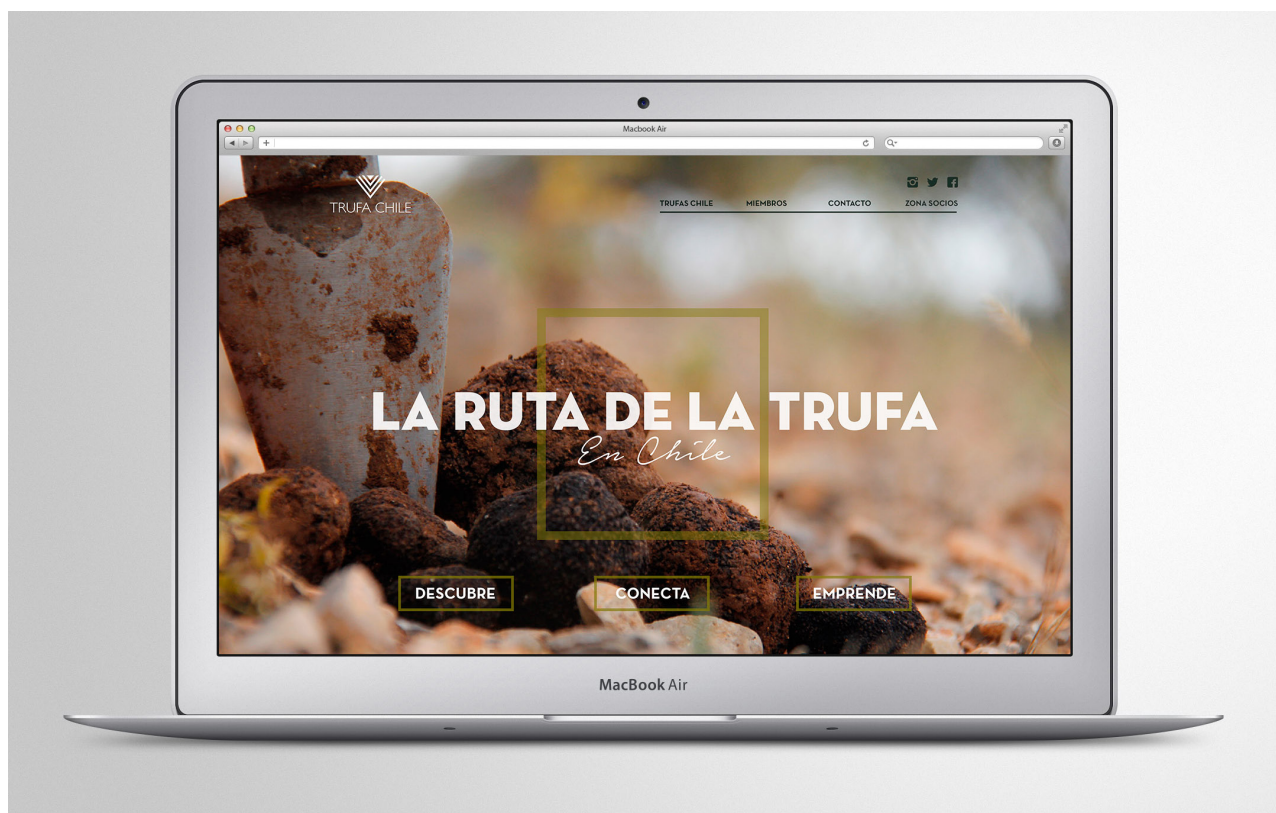 Macbook Air
TRUFA CHILE
TRUFAS CHILE MIEMBROS CONTACTO ZONA SOCIOS
LA RUTA DE LA TRUFA
En Chile
DESCUBRE CONECTA EMPRENDE
MacBook Air